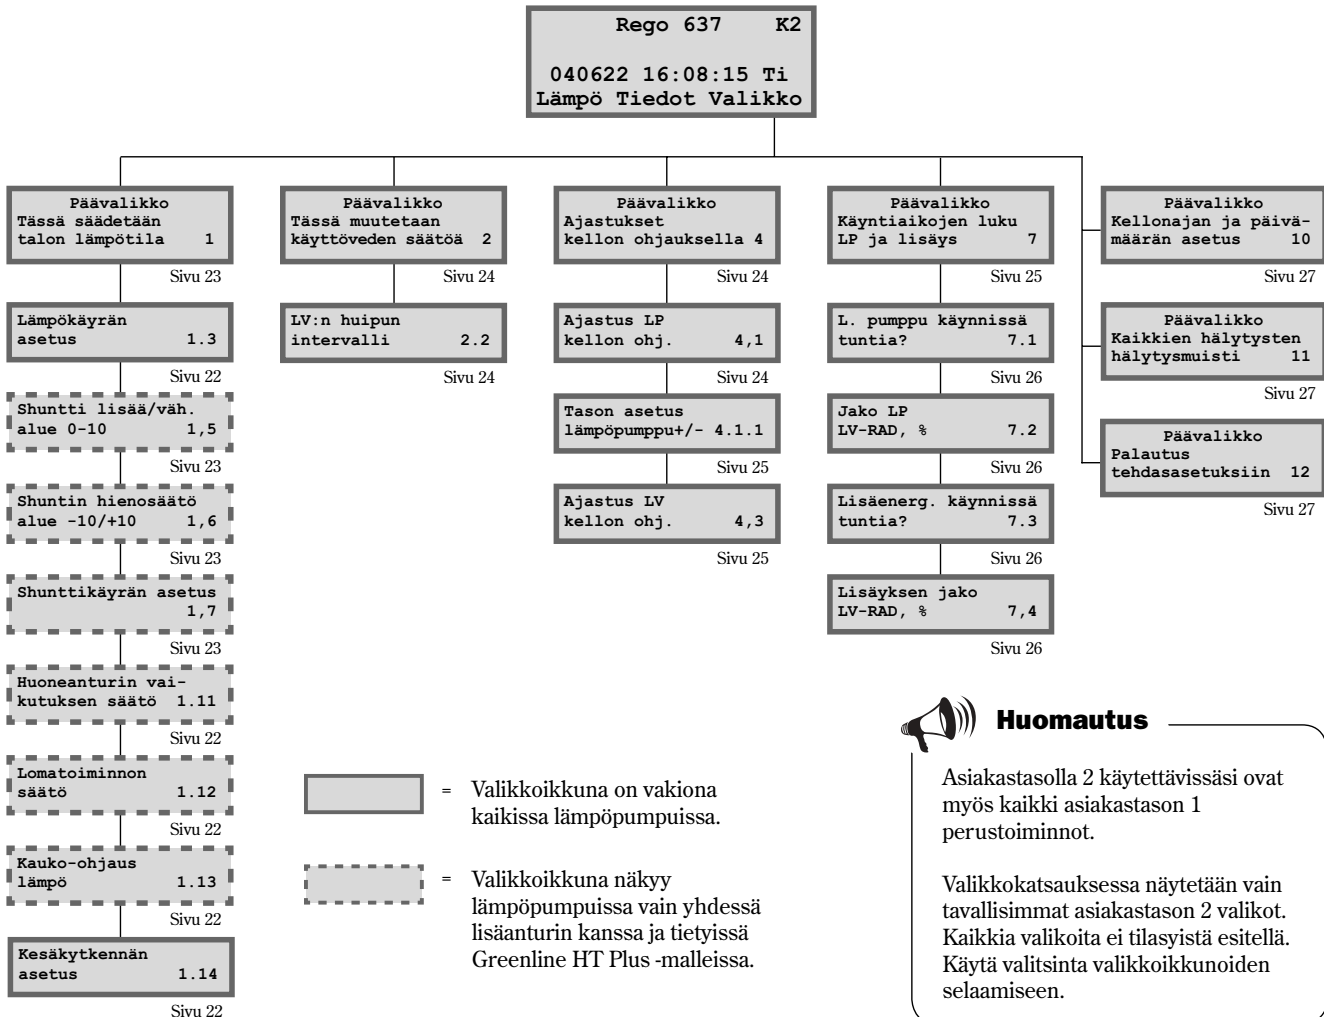 Rego 637 K2
040622 16:08:15 Ti
Lämpö Tiedot Valikko
Päävalikko
Tässä säädetään
talon lämpötila 1
Sivu 23
Lämpökäyrän
asetus 1.3
Sivu 22
Shuntti lisää/väh.
alue 0-10 1,5
Sivu 23
Shuntin hienosäätö
alue -10/+10 1,6
Sivu 23
Shunttikäyrän asetus
1,7
Sivu 23
Huoneanturin vai-
kutuksen säätö 1.11
Sivu 22
Lomatoiminnon
säätö 1.12
Sivu 22
Kauko-ohjaus
lämpö 1.13
Sivu 22
Kesäkytkennän
asetus 1.14
Sivu 22
Päävalikko
Tässä muutetaan
käyttöveden säätöä 2
Sivu 24
LV:n huipun
intervalli 2.2
Sivu 24
Päävalikko
Ajastukset
kellon ohjauksella 4
Sivu 24
Ajastus LP
kellon ohj. 4,1
Sivu 24
Tason asetus
lämpöpumppu+/- 4.1.1
Sivu 25
Ajastus LV
kellon ohj. 4,3
Sivu 25
Päävalikko
Käyntiaikojen luku
LP ja lisäys 7
Sivu 25
L. pumppu käynnissä
tuntia? 7.1
Sivu 26
Jako LP
LV-RAD, % 7.2
Sivu 26
Lisäenerg. käynnissä
tuntia? 7.3
Sivu 26
Lisäyksen jako
LV-RAD, % 7,4
Sivu 26
Päävalikko
Kellonajan ja päivä-
määrän asetus 10
Sivu 27
Päävalikko
Kaikkien hälytysten
hälytysmuisti 11
Sivu 27
Päävalikko
Palautus
tehdasasetuksiin 12
Sivu 27
= Valikkoikkuna on vakiona
kaikissa lämpöpumpuissa.
= Valikkoikkuna näkyy
lämpöpumpuissa vain yhdessä
lisäanturin kanssa ja tietyissä
Greenline HT Plus -malleissa.
Huomautus
Asiakastasolla 2 käytettävissäsi ovat
myös kaikki asiakastason 1
perustoiminnot.
Valikkokatsauksessa näytetään vain
tavallisimmat asiakastason 2 valikot.
Kaikkia valikoita ei tilasyistä esitellä.
Käytä valitsinta valikkoikkunoiden
selaamiseen.